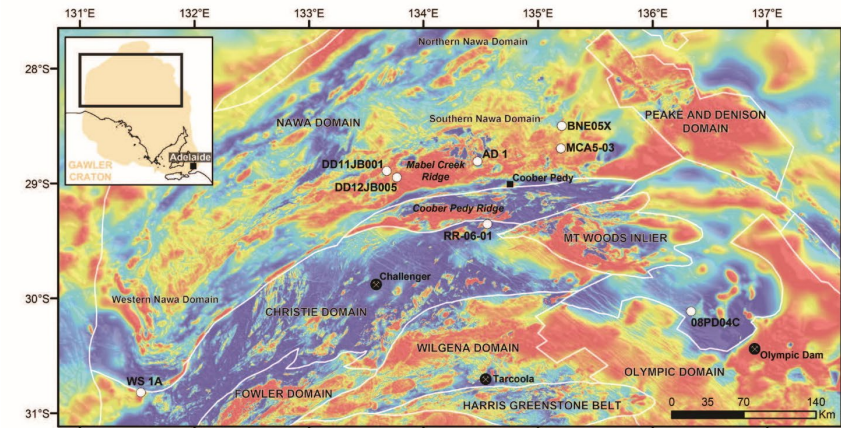 131°E 132°E 133°E 134°E 135°E 136°E 137°E
28°S
29°S
30°S
31°S
GAWLER
CRATON
Adelaide
Northern Nawa Domain
NAWA DOMAIN
Southern Nawa Domain
BNE05X
PEAKE AND DENISON
DOMAIN
MCA5-03
AD 1
DD11JB001
Mabel Creek
Ridge
DD12JB005
Coober Pedy
Coober Pedy Ridge
RR-06-01
MT WOODS INLIER
Challenger
Western Nawa Domain
CHRISTIE DOMAIN
08PD04C
WILGENA DOMAIN
Olympic Dam
OLYMPIC DOMAIN
WS 1A
Tarcoola
FOWLER DOMAIN
HARRIS GREENSTONE BELT
0 35 70 140
Km